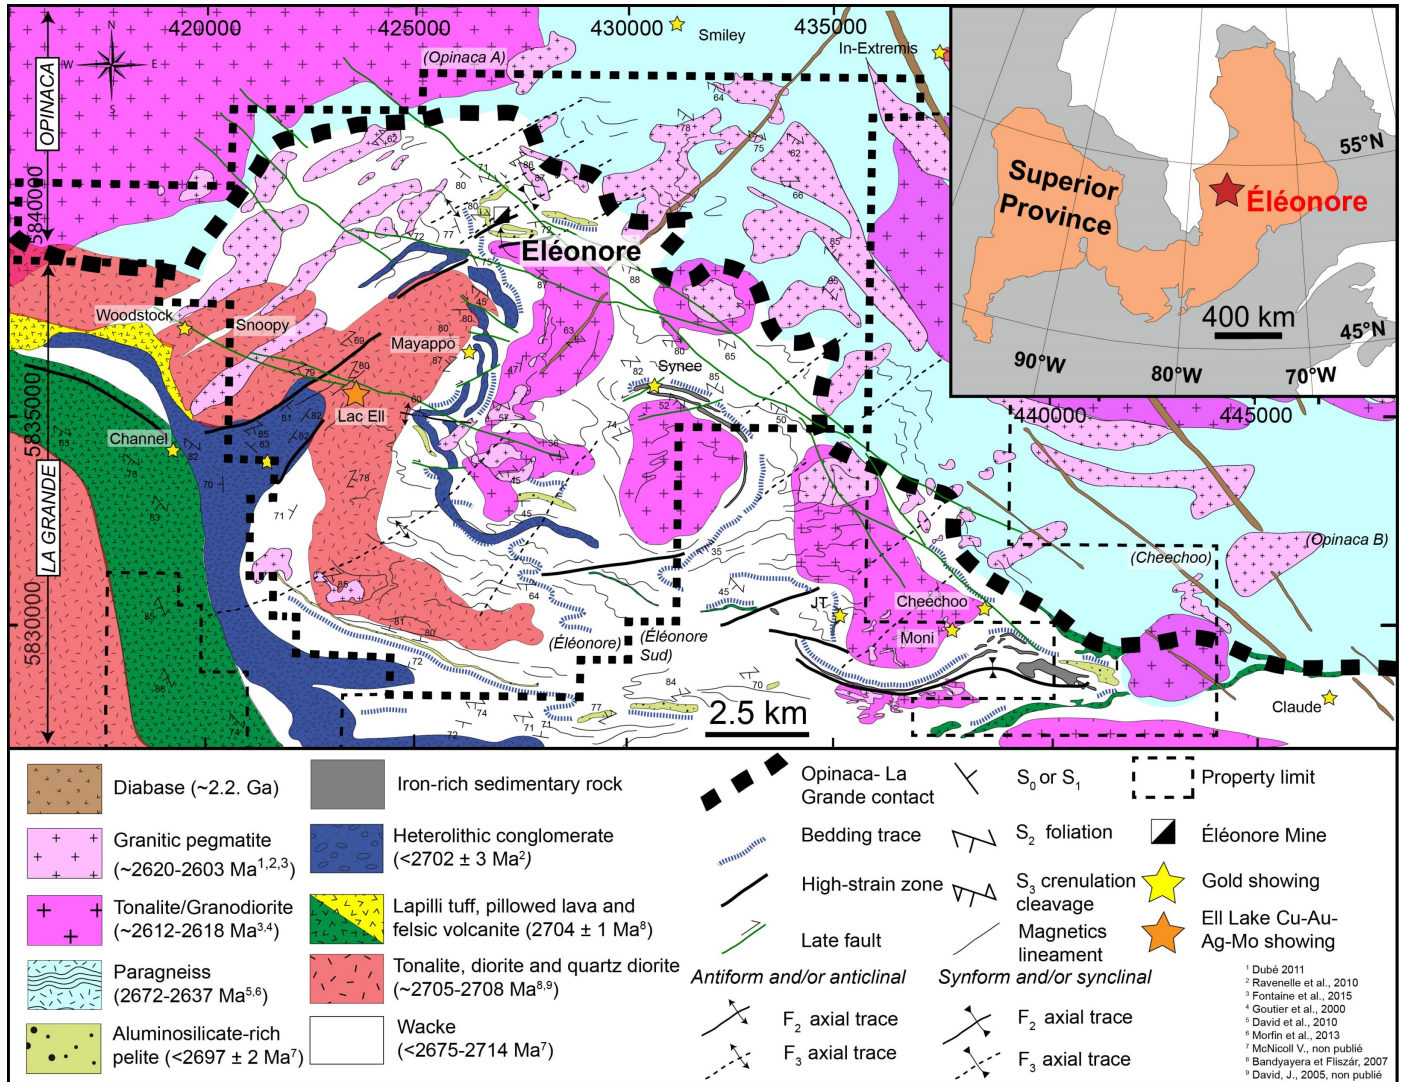 420000
425000
430000
435000
440000
445000
5840000
5835000
5830000
OPINACA
LA GRANDE
N
W
E
S
(Opinaca A)
Smiley
In-Extremis
Eléonore
Woodstock
Snoopy
Mayappo
Synee
Lac Ell
Channel
JT
Cheechoo
Moni
(Cheechoo)
(Opinaca B)
(Éléonore)
(Éléonore
Sud)
Claude
2.5 km
Superior
Province
Éléonore
400 km
55°N
45°N
90°W
80°W
70°W
Diabase (~2.2. Ga)
Granitic pegmatite
(~2620-2603 Ma1,2,3)
Tonalite/Granodiorite
(~2612-2618 Ma3,4)
Paragneiss
(2672-2637 Ma5,6)
Aluminosilicate-rich
pelite (<2697 ± 2 Ma7)
Iron-rich sedimentary rock
Heterolithic conglomerate
(<2702 ± 3 Ma2)
Lapilli tuff, pillowed lava and
felsic volcanite (2704 ± 1 Ma8)
Tonalite, diorite and quartz diorite
(~2705-2708 Ma8,9)
Wacke
(<2675-2714 Ma7)
Opinaca- La
Grande contact
Bedding trace
High-strain zone
Late fault
Antiform and/or anticlinal
F2 axial trace
F3 axial trace
S0 or S1
S2 foliation
S3 crenulation
cleavage
Magnetics
lineament
Synform and/or synclinal
F2 axial trace
F3 axial trace
Property limit
Éléonore Mine
Gold showing
Ell Lake Cu-Au-
Ag-Mo showing
1 Dubé 2011
2 Ravenelle et al., 2010
3 Fontaine et al., 2015
4 Goutier et al., 2000
5 David et al., 2010
6 Morfin et al., 2013
7 McNicoll V., non publié
8 Bandyayera et Fliszár, 2007
9 David, J., 2005, non publié